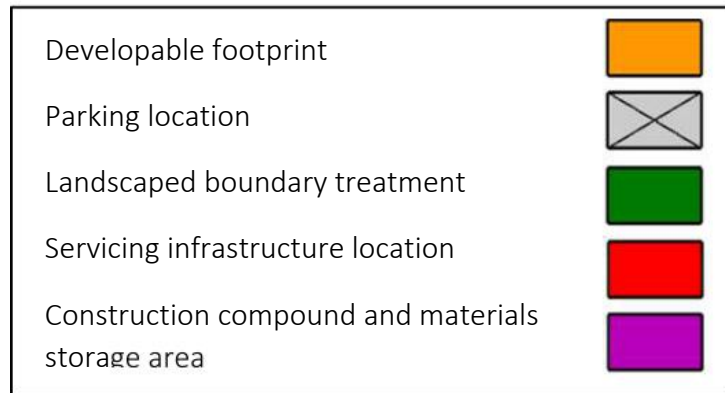 Developable footprint
Parking location
Landscaped boundary treatment
Servicing infrastructure location
Construction compound and materials
storage area